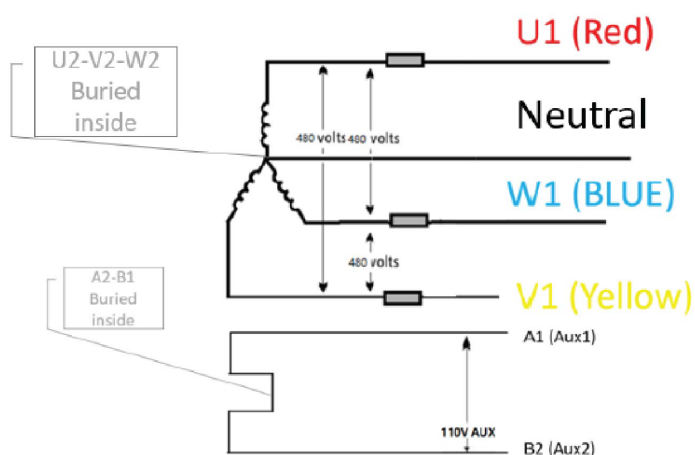 U1 (Red)
U2-V2-W2
Buried
inside
Neutral
480 volts 480 volts
W1 (BLUE)
480 volts
A2-B1
Buried
inside
V1 (Yellow)
A1 (Aux1)
110V AUX
B2 (Aux2)